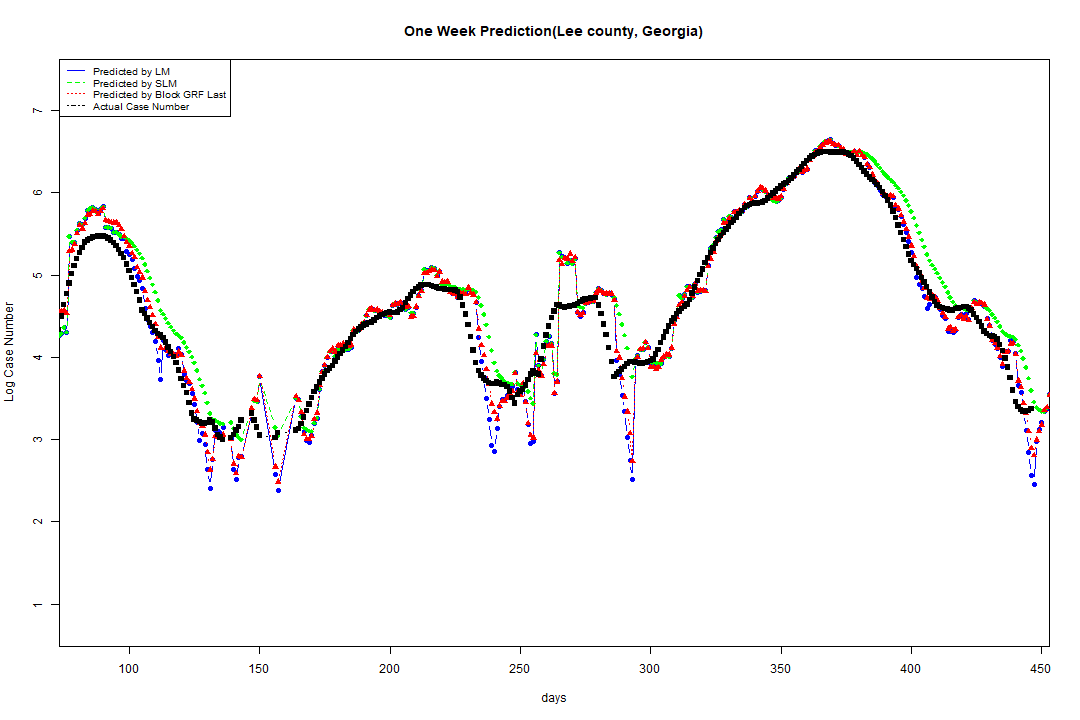 One Week Prediction(Lee county, Georgia)
Predicted by LM
Predicted by SLM
Predicted by Block GRF Last
Actual Case Number
7
6
5
4
3
2
1
Log Case Number
100 150 200 250 300 350 400 450
days